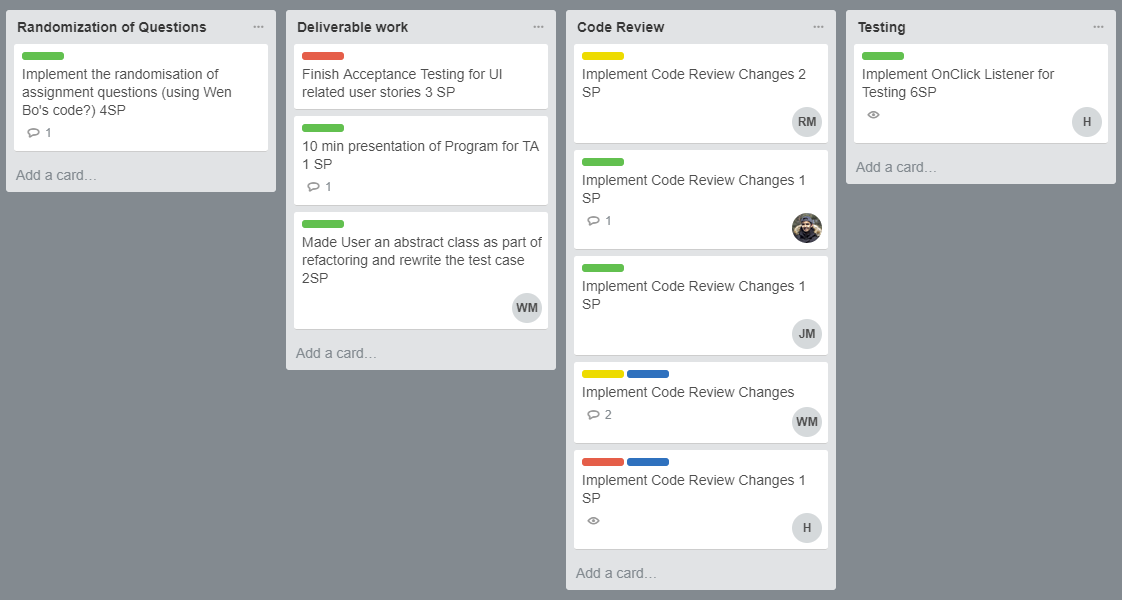 Randomization of Questions
Implement the randomisation of
assignment questions (using Wen
Bo's code?) 4SP
1
Add a card…
Deliverable work
Finish Acceptance Testing for UI
related user stories 3 SP
10 min presentation of Program for TA
1 SP
1
Made User an abstract class as part of
refactoring and rewrite the test case
2SP
WM
Add a card…
Code Review
Implement Code Review Changes 2
SP
RM
Implement Code Review Changes 1
SP
1
Implement Code Review Changes 1
SP
JM
Implement Code Review Changes
2
WM
Implement Code Review Changes 1
SP
H
Add a card…
Testing
Implement OnClick Listener for
Testing 6SP
H
Add a card…